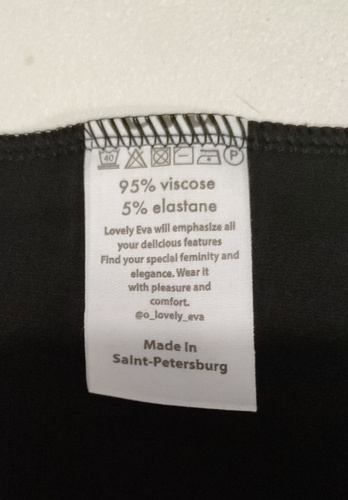 40 P
95% viscose
5% elastane
Lovely Eva will emphasize all
your delicious features
Find your special feminity and
elegance. Wear it
with pleasure and
comfort.
@o_lovely_eva
Made in
Saint-Petersburg